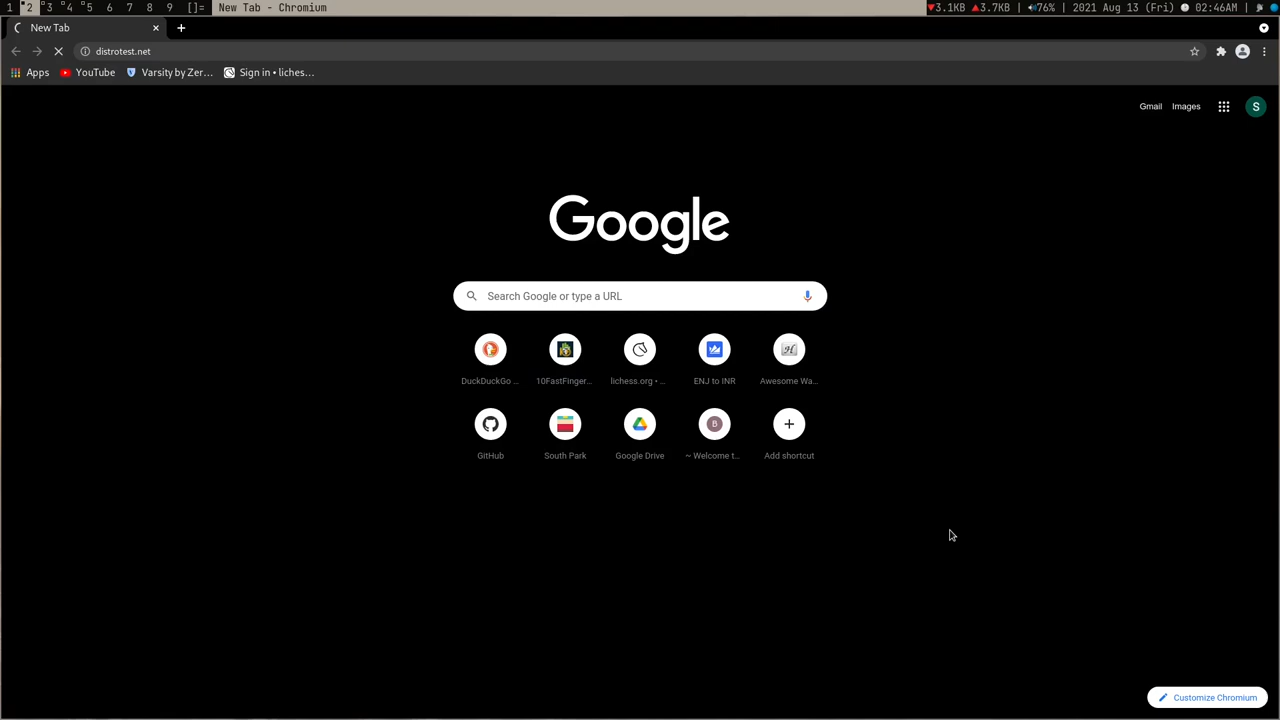 1 2 3 4 5 6 7 8 9 []= New Tab - Chromium 3.1KB 3.7KB | 76% | 2021 Aug 13 (Fri) 02:46AM |
New Tab
distrotest.net
Apps YouTube Varsity by Zer... Sign in • liches...
Gmail Images S
Google
Search Google or type a URL
DuckDuckGo ... 10FastFinger... lichess.org • ... ENJ to INR Awesome Wa...
B
GitHub South Park Google Drive ~ Welcome t... Add shortcut
Customize Chromium